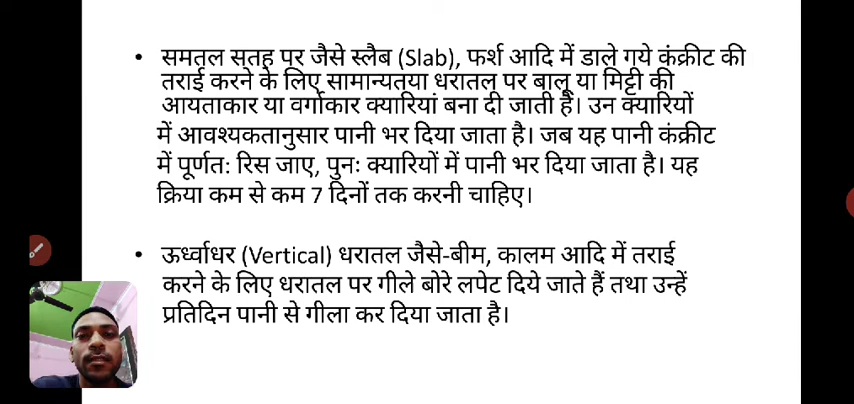 • समतल सतह पर जैसे स्लैब (Slab), फर्श आदि में डाले गये कंक्रीट की
तराई करने के लिए सामान्यतया धरातल पर बालू या मिट्टी की
आयताकार या वर्गाकार क्यारियां बना दी जाती हैं। उन क्यारियों
में आवश्यकतानुसार पानी भर दिया जाता है। जब यह पानी कंक्रीट
में पूर्णत: रिस जाए, पुनः क्यारियों में पानी भर दिया जाता है। यह
क्रिया कम से कम 7 दिनों तक करनी चाहिए।
• ऊर्ध्वाधर (Vertical) धरातल जैसे-बीम, कालम आदि में तराई
करने के लिए धरातल पर गीले बोरे लपेट दिये जाते हैं तथा उन्हें
प्रतिदिन पानी से गीला कर दिया जाता है।